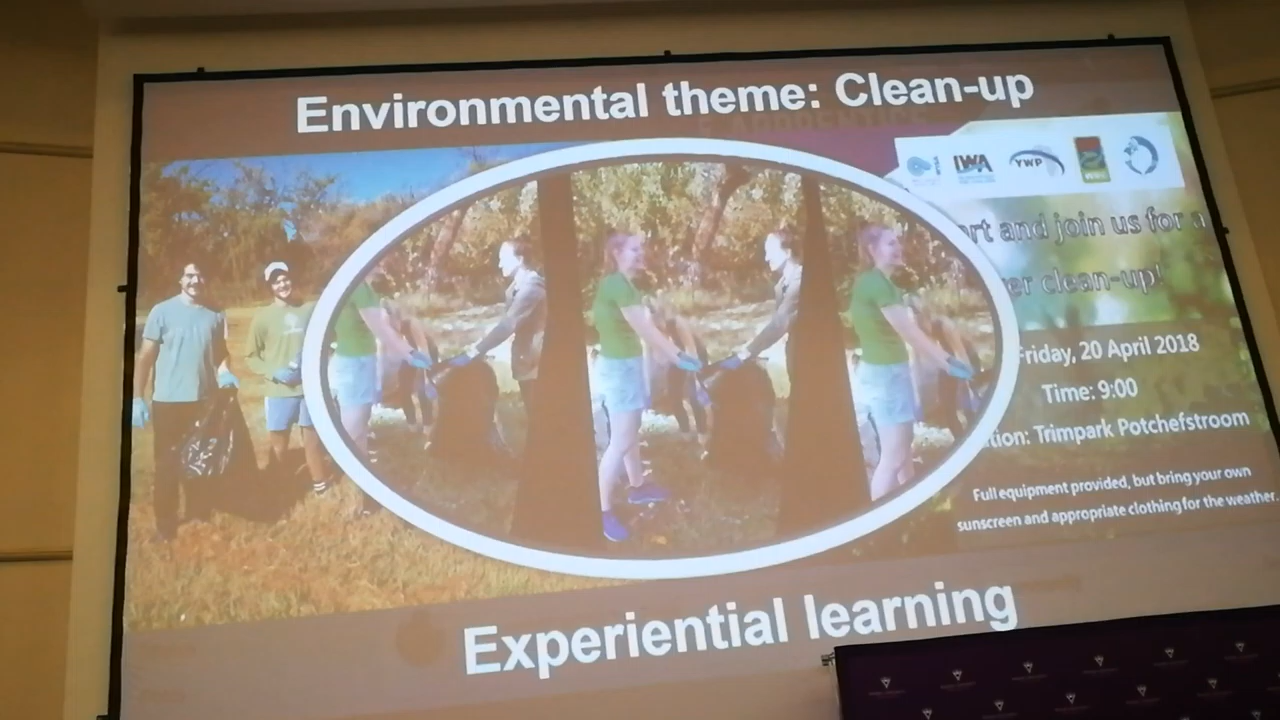 Environmental theme: Clean-up
IWA
YWP
ort and join us for a
er clean-up!
Friday, 20 April 2018
Time: 9:00
tion: Trimpark Potchefstroom
Full equipment provided, but bring your own
sunscreen and appropriate clothing for the weather.
Experiential learning